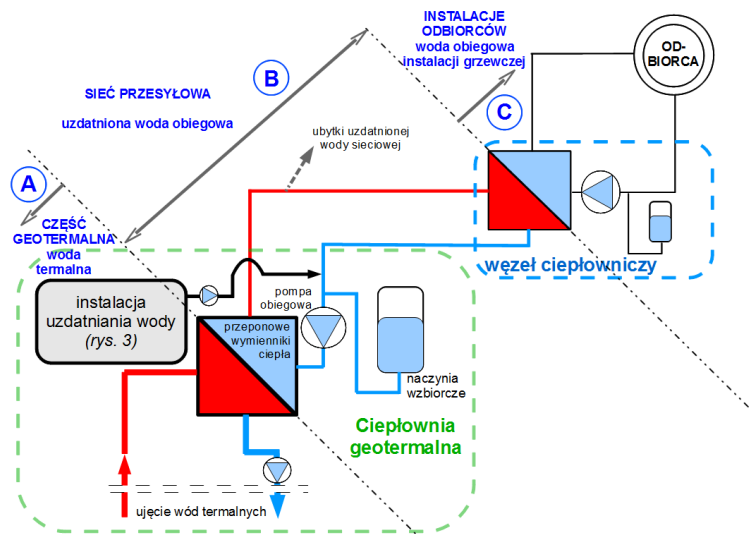 INSTALACJE
ODBIORCÓW
woda obiegowa
instalacji grzewczej
OD-
BIORCA
B
SIEĆ PRZESYŁOWA
uzdatniona woda obiegowa
C
ubytki uzdatnionej
wody sieciowej
A
CZĘŚĆ
GEOTERMALNA
woda
termalna
węzeł ciepłowniczy
instalacja
uzdatniania wody
(rys. 3)
pompa
obiegowa
przeponowe
wymienniki
ciepła
naczynia
wzbiorcze
Ciepłownia
geotermalna
ujęcie wód termalnych